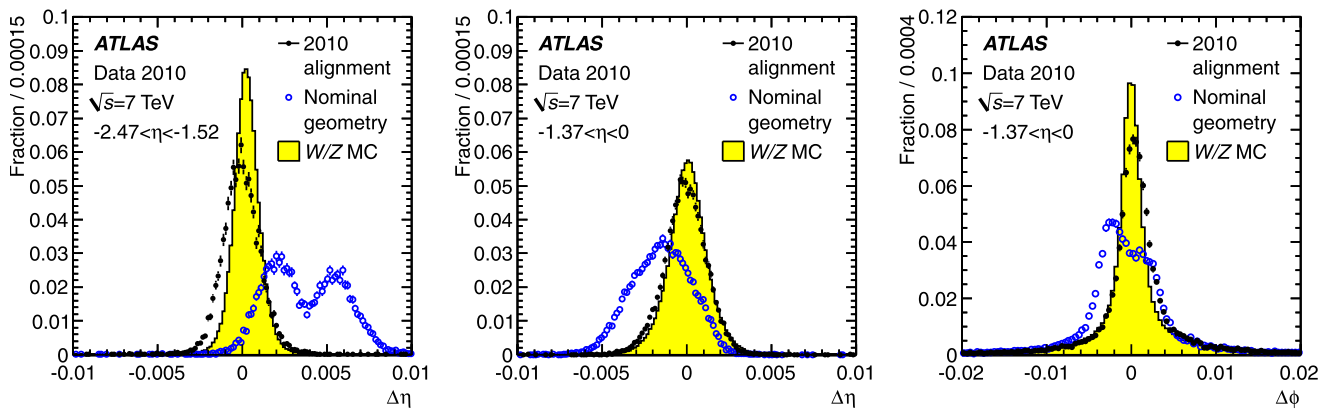 Fraction / 0.00015
0.1
0.09
0.08
0.07
0.06
0.05
0.04
0.03
0.02
0.01
0
ATLAS
Data 2010
√s=7 TeV
-2.47<η<-1.52
2010
alignment
Nominal
geometry
W/Z MC
-0.01 -0.005 0 0.005 0.01
Δη
Fraction / 0.00015
0.1
0.09
0.08
0.07
0.06
0.05
0.04
0.03
0.02
0.01
0
ATLAS
Data 2010
√s=7 TeV
-1.37<η<0
2010
alignment
Nominal
geometry
W/Z MC
-0.01 -0.005 0 0.005 0.01
Δη
Fraction / 0.0004
0.12
0.1
0.08
0.06
0.04
0.02
0
ATLAS
Data 2010
√s=7 TeV
-1.37<η<0
2010
alignment
Nominal
geometry
W/Z MC
-0.02 -0.01 0 0.01 0.02
Δϕ